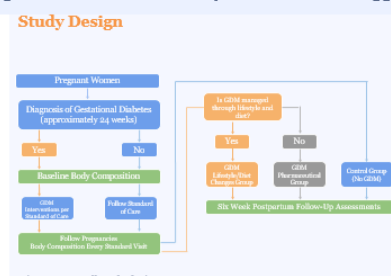 Study Design
Pregnant Women
Diagnosis of Gestational Diabetes
(approximately 24 weeks)
Yes
No
Baseline Body Composition
GDM
Interventions per
Standard of Care
Follow Standard
of Care
Follow Pregnancies
Body Composition Every Standard Visit
Is GDM managed
through lifestyle and
diet?
Yes
No
GDM
Lifestyle/Diet
Changes Group
GDM
Pharmaceutical
Group
Control Group
(No GDM)
Six Week Postpartum Follow-Up Assessments